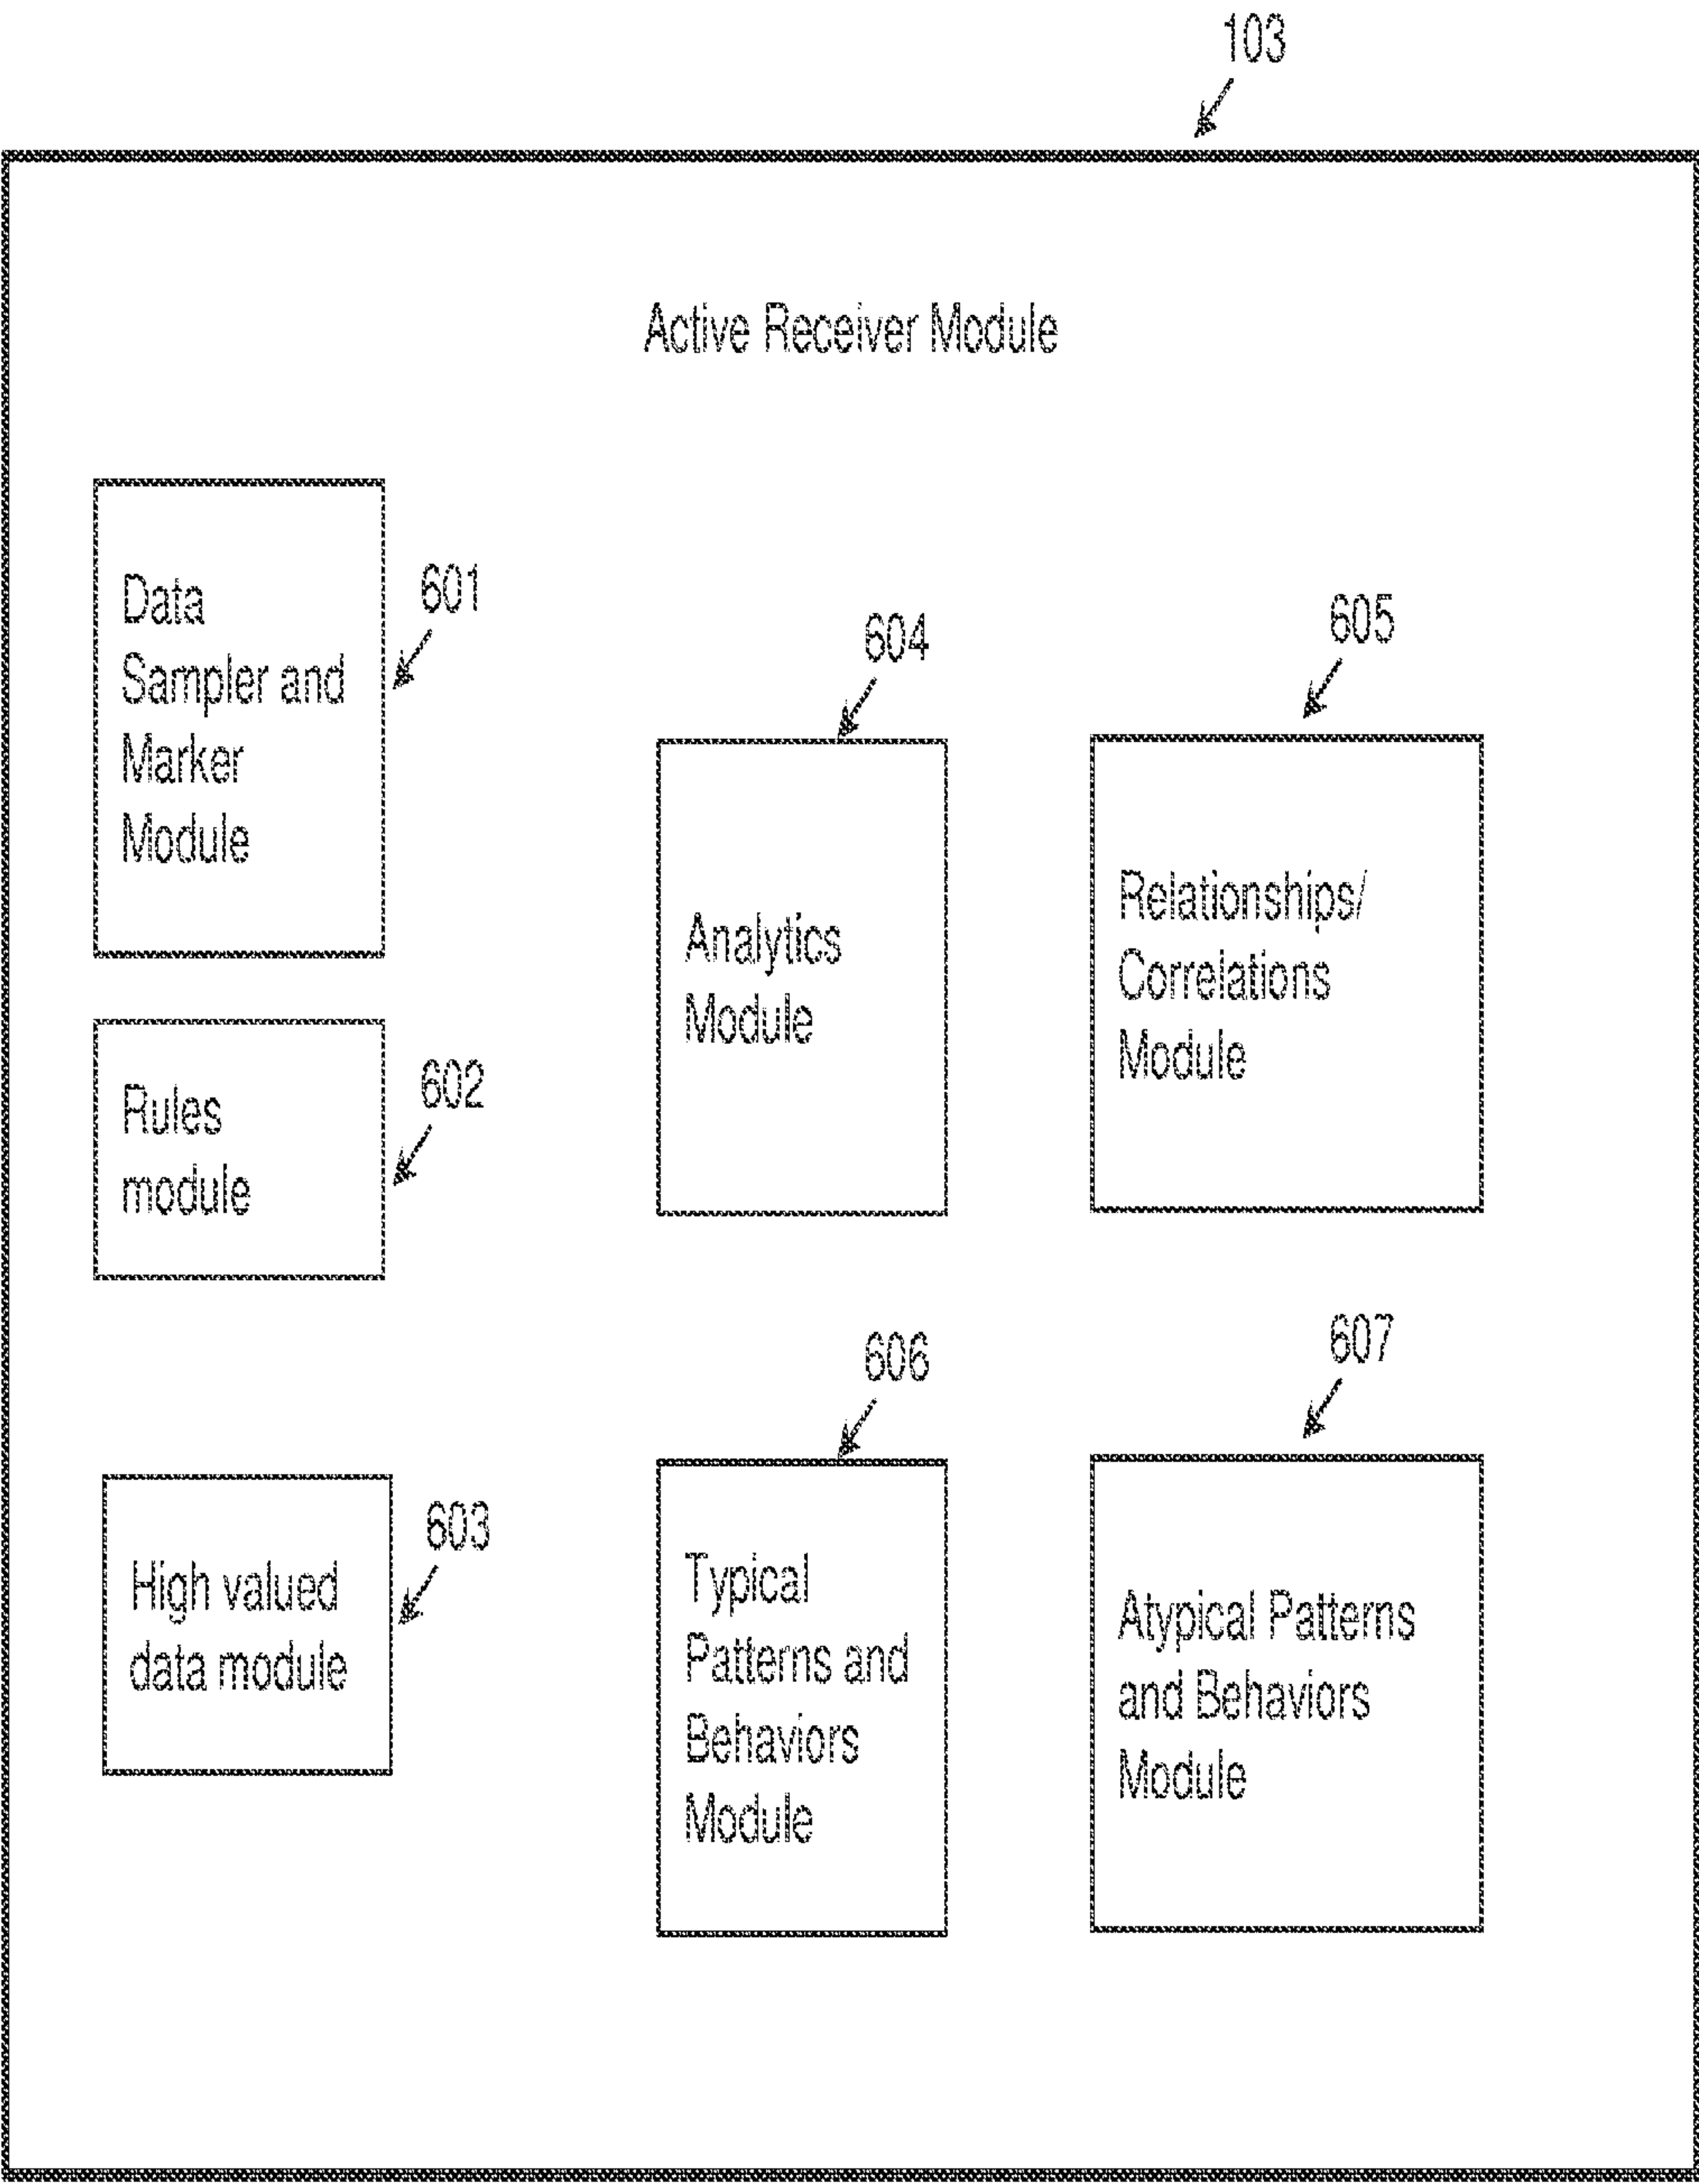 103
Active Receiver Module
Data
Sampler and
Marker
Module
601
Rules
module
602
High valued
data module
603
604
Analytics
Module
605
Relationships/
Correlations
Module
606
Typical
Patterns and
Behaviors
Module
607
Atypical Patterns
and Behaviors
Module